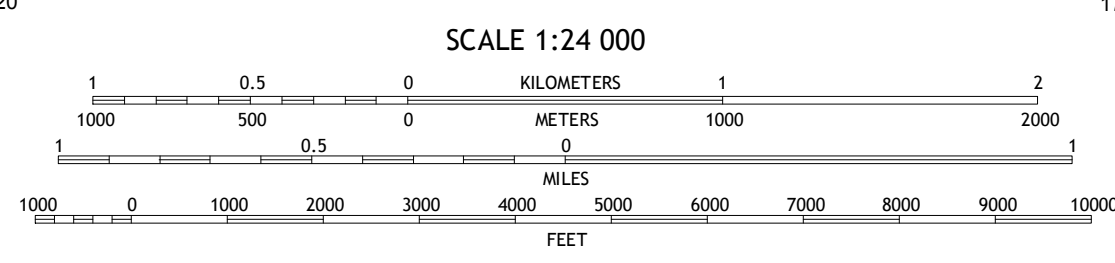 20
SCALE 1:24 000
1 0.5 0 KILOMETERS 1 2
1000 500 0 METERS 1000 2000
1 0.5 0 1
MILES
1000 0 1000 2000 3000 4000 5000 6000 7000 8000 9000 10000
FEET